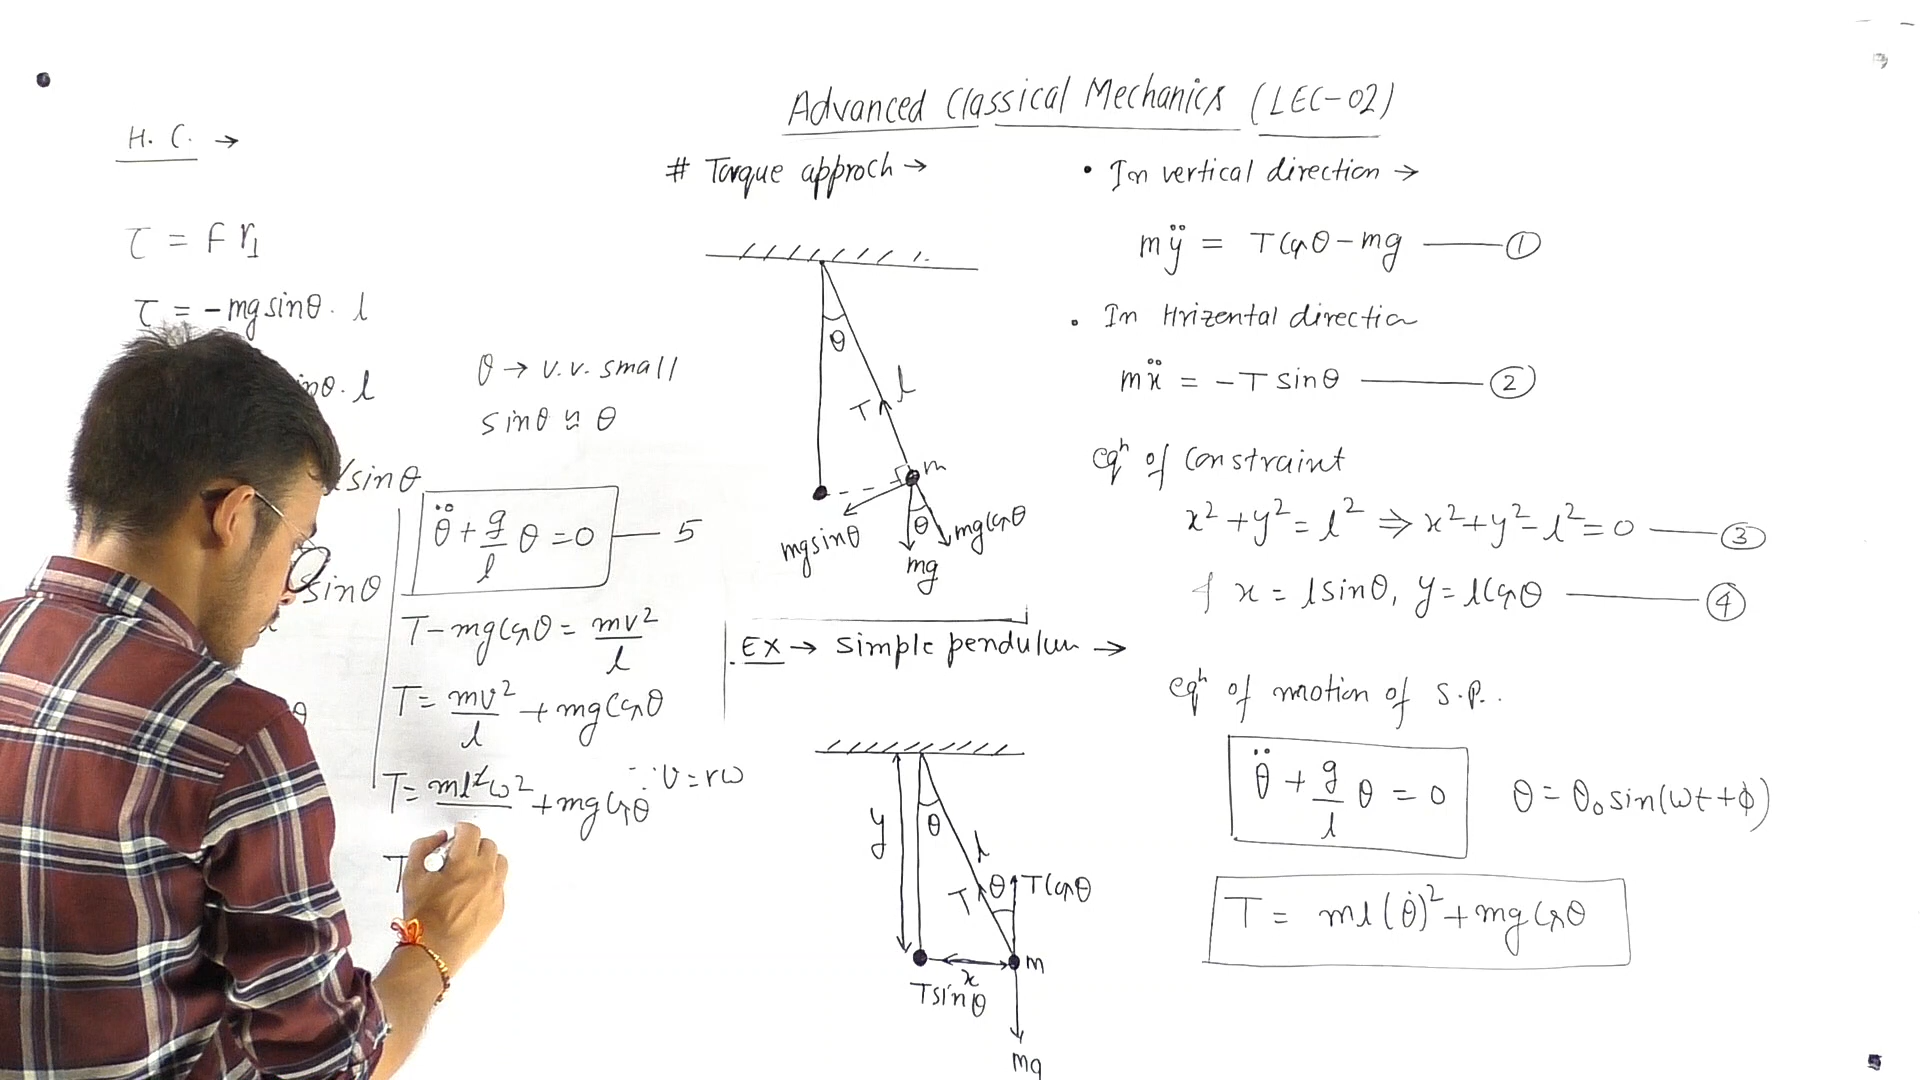 Advanced Classical Mechanics (LEC-02)
H. C. →
τ = F r⊥
τ = -mg sinθ · l
inθ · l
θ → v.v. small
sinθ ≈ θ
sinθ
θ̈ + g/l θ = 0 — 5
sinθ
T - mg Cosθ = mv²/l
T = mv²/l + mg Cosθ
T = ml²ω² + mg Cosθ ∵ v = rω
T
# Torque approch →
θ
l
T
m
mg sinθ
θ
mg Cosθ
mg
EX → Simple pendulum →
y
θ
l
T
θ
T Cosθ
m
x
T sinθ
mg
• In vertical direction →
mÿ = T Cosθ - mg — ①
• In Hrizental direction
mẍ = -T sinθ — ②
eqⁿ of Constraint
x² + y² = l² ⇒ x² + y² - l² = 0 — ③
x = l sinθ, y = l Cosθ — ④
eqⁿ of motion of S.P..
θ̈ + g/l θ = 0 θ = θ₀ sin(ωt + ϕ)
T = ml(θ̇)² + mg Cosθ